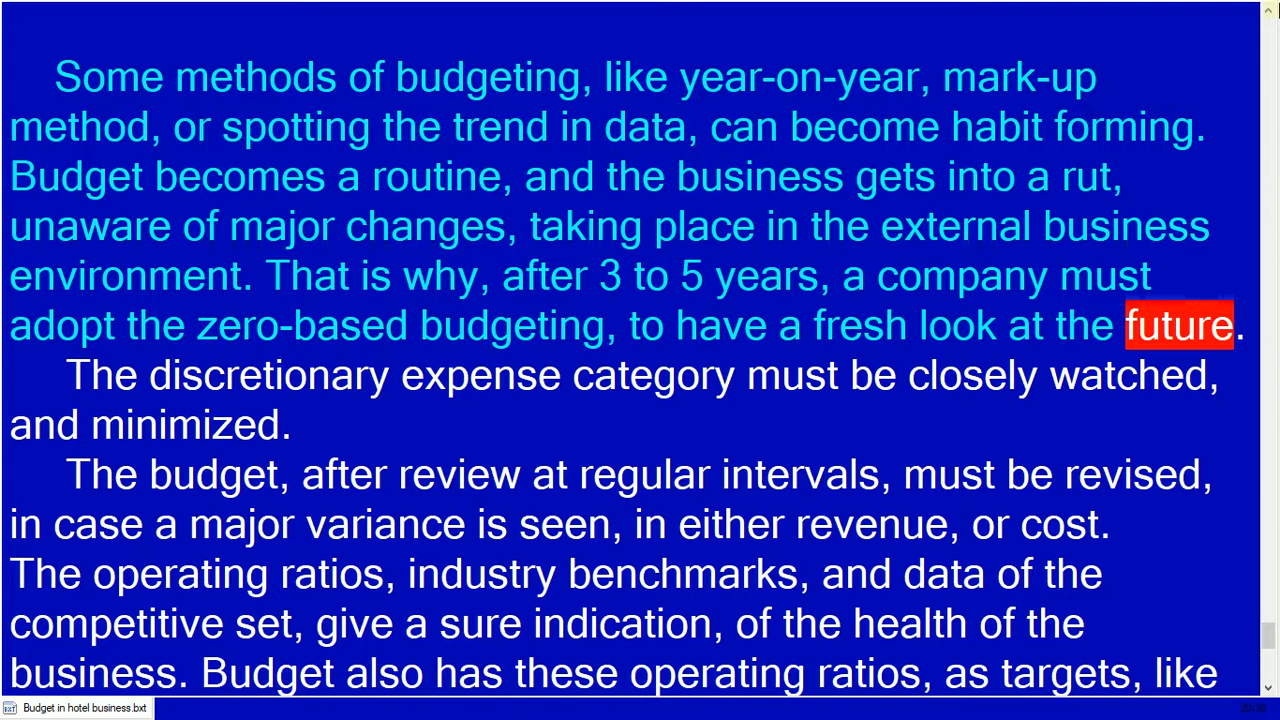 Some methods of budgeting, like year-on-year, mark-up
method, or spotting the trend in data, can become habit forming.
Budget becomes a routine, and the business gets into a rut,
unaware of major changes, taking place in the external business
environment. That is why, after 3 to 5 years, a company must
adopt the zero-based budgeting, to have a fresh look at the future.
The discretionary expense category must be closely watched,
and minimized.
The budget, after review at regular intervals, must be revised,
in case a major variance is seen, in either revenue, or cost.
The operating ratios, industry benchmarks, and data of the
competitive set, give a sure indication, of the health of the
business. Budget also has these operating ratios, as targets, like
Budget in hotel business.bxt